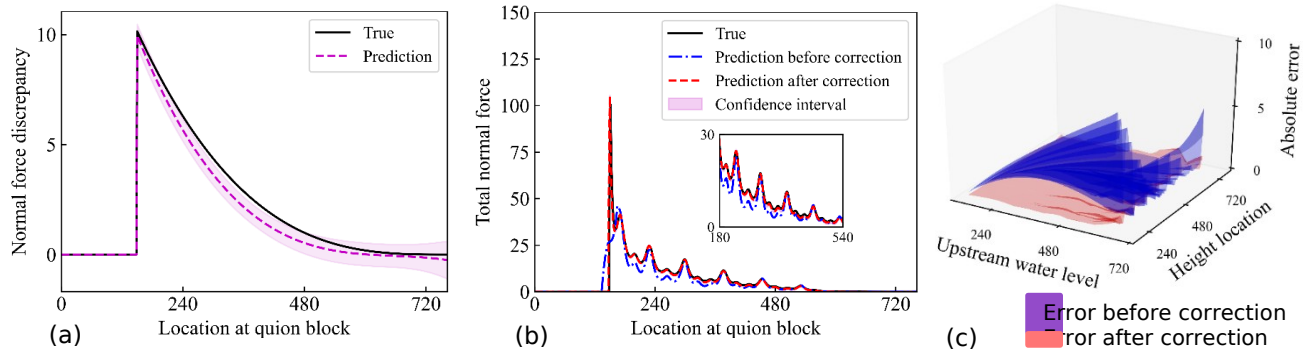 True
Prediction
Normal force discrepancy
10
5
0
0
240
480
720
Location at quion block
(a)
True
Prediction before correction
Prediction after correction
Confidence interval
Total normal force
150
125
100
75
50
25
0
30
0
180
540
0
240
480
720
Location at quion block
(b)
10
5
0
Absolute error
720
480
240
Height location
240
480
720
Upstream water level
(c)
Error before correction
Error after correction